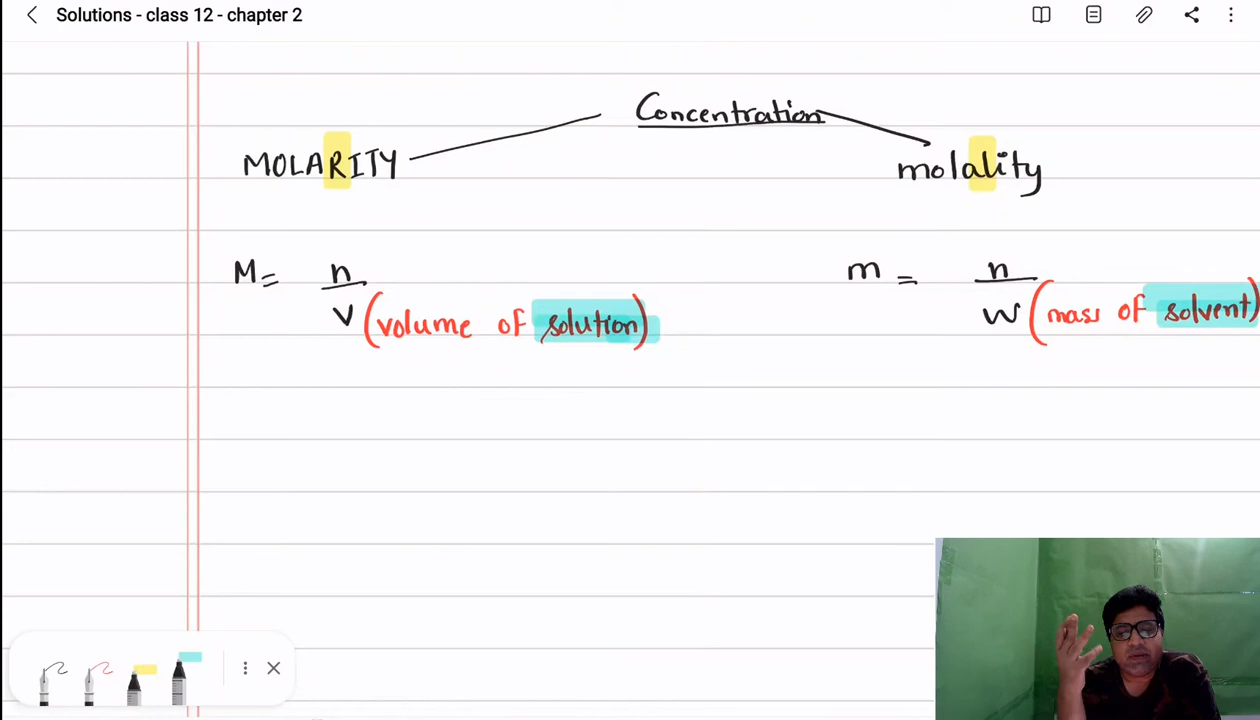 Solutions - class 12 - chapter 2
Concentration
MOLARITY molality
M = n/V (volume of solution)
m = n/W (mass of solvent)